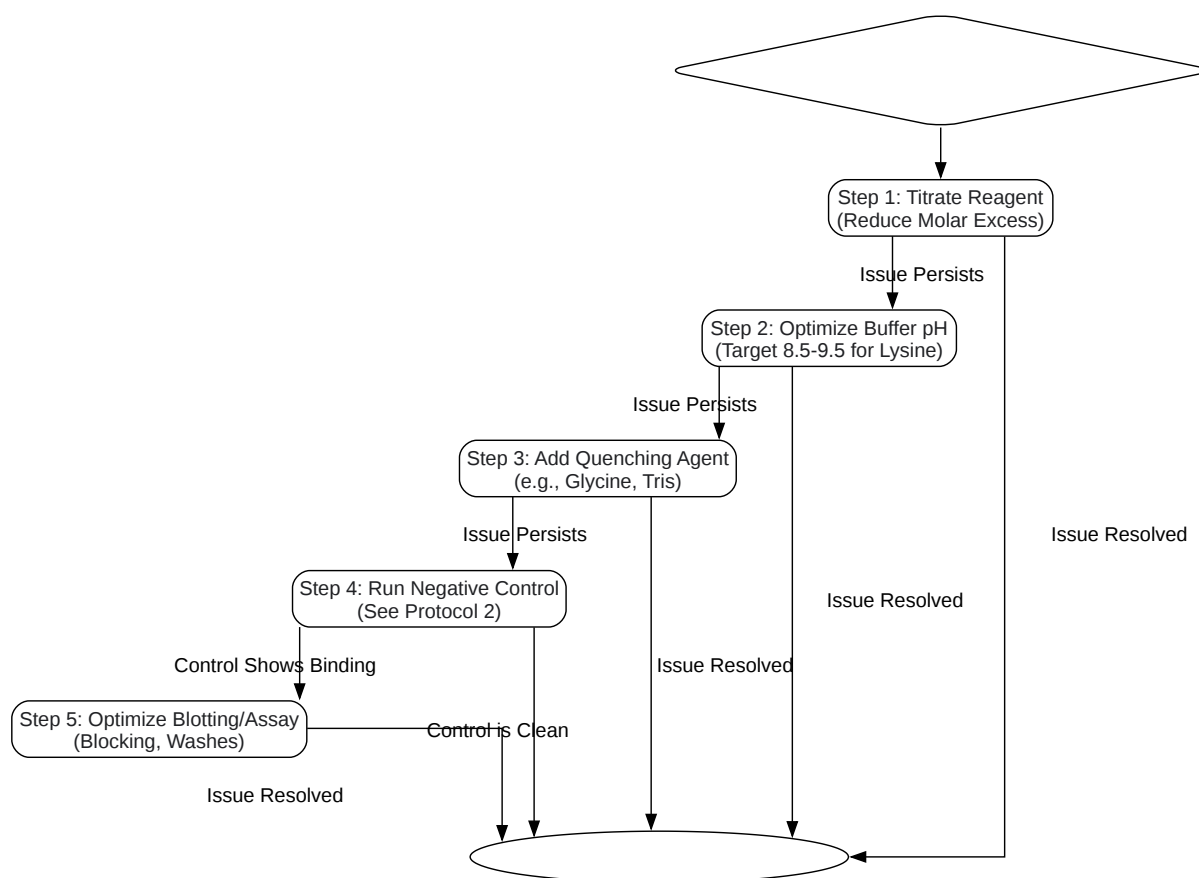 Step 1: Titrate Reagent
(Reduce Molar Excess)
Issue Persists
Step 2: Optimize Buffer pH
(Target 8.5-9.5 for Lysine)
Issue Persists
Step 3: Add Quenching Agent
(e.g., Glycine, Tris)
Issue Persists
Issue Resolved
Step 4: Run Negative Control
(See Protocol 2)
Issue Resolved
Control Shows Binding
Issue Resolved
Step 5: Optimize Blotting/Assay
(Blocking, Washes)
Control is Clean
Issue Resolved